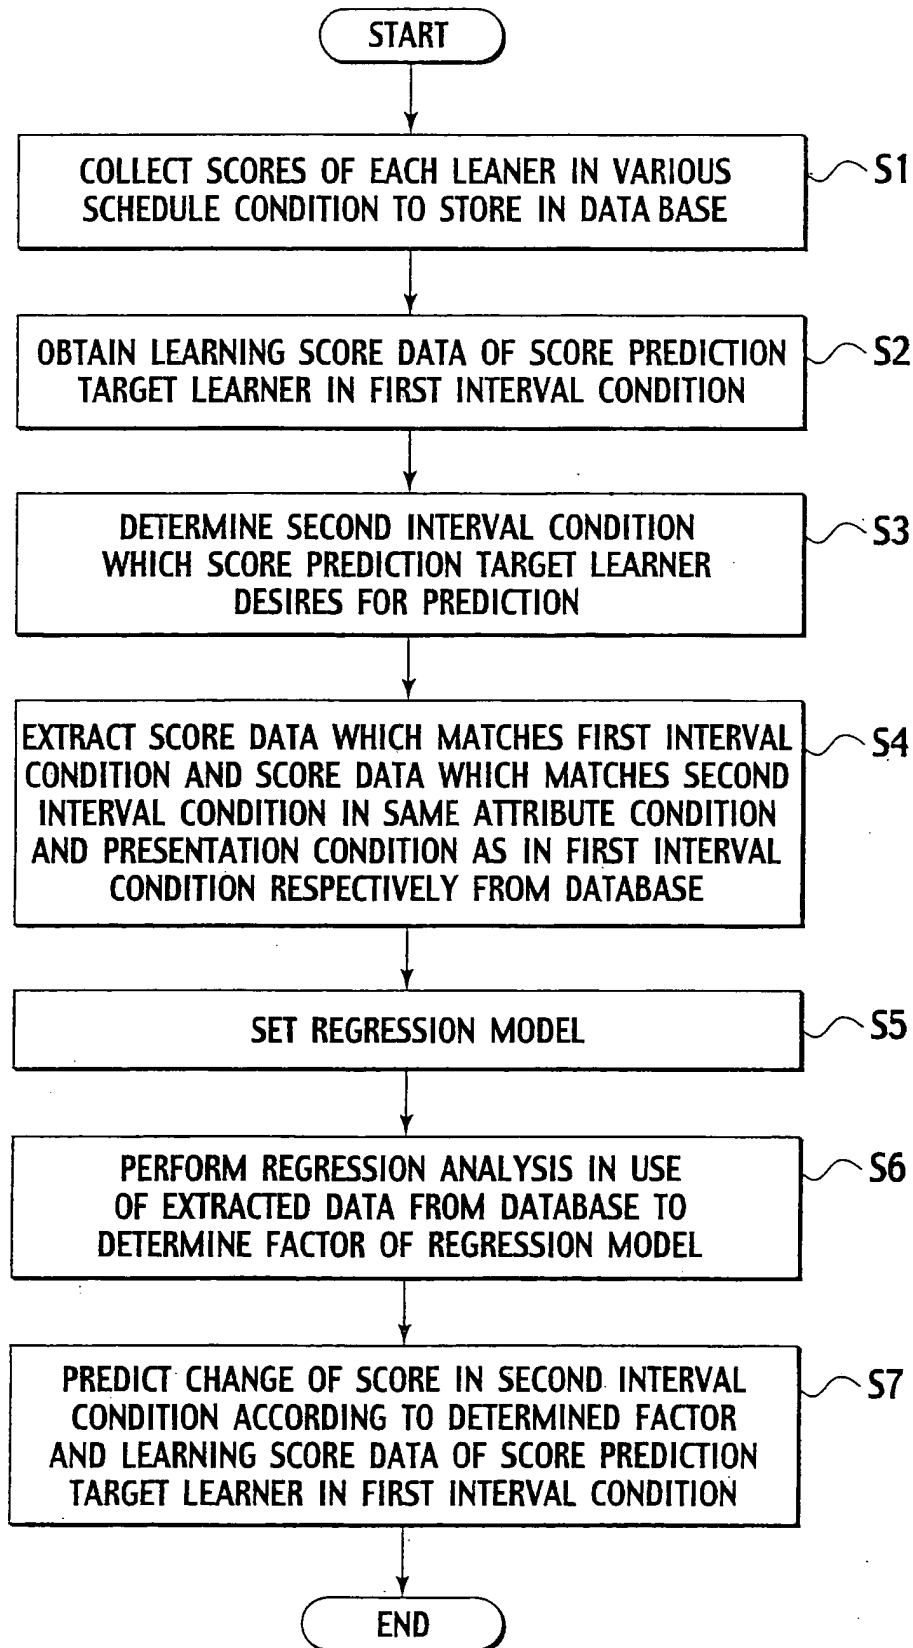 START
COLLECT SCORES OF EACH LEANER IN VARIOUS
SCHEDULE CONDITION TO STORE IN DATA BASE
S1
OBTAIN LEARNING SCORE DATA OF SCORE PREDICTION
TARGET LEARNER IN FIRST INTERVAL CONDITION
S2
DETERMINE SECOND INTERVAL CONDITION
WHICH SCORE PREDICTION TARGET LEARNER
DESIRES FOR PREDICTION
S3
EXTRACT SCORE DATA WHICH MATCHES FIRST INTERVAL
CONDITION AND SCORE DATA WHICH MATCHES SECOND
INTERVAL CONDITION IN SAME ATTRIBUTE CONDITION
AND PRESENTATION CONDITION AS IN FIRST INTERVAL
CONDITION RESPECTIVELY FROM DATABASE
S4
SET REGRESSION MODEL
S5
PERFORM REGRESSION ANALYSIS IN USE
OF EXTRACTED DATA FROM DATABASE TO
DETERMINE FACTOR OF REGRESSION MODEL
S6
PREDICT CHANGE OF SCORE IN SECOND INTERVAL
CONDITION ACCORDING TO DETERMINED FACTOR
AND LEARNING SCORE DATA OF SCORE PREDICTION
TARGET LEARNER IN FIRST INTERVAL CONDITION
S7
END